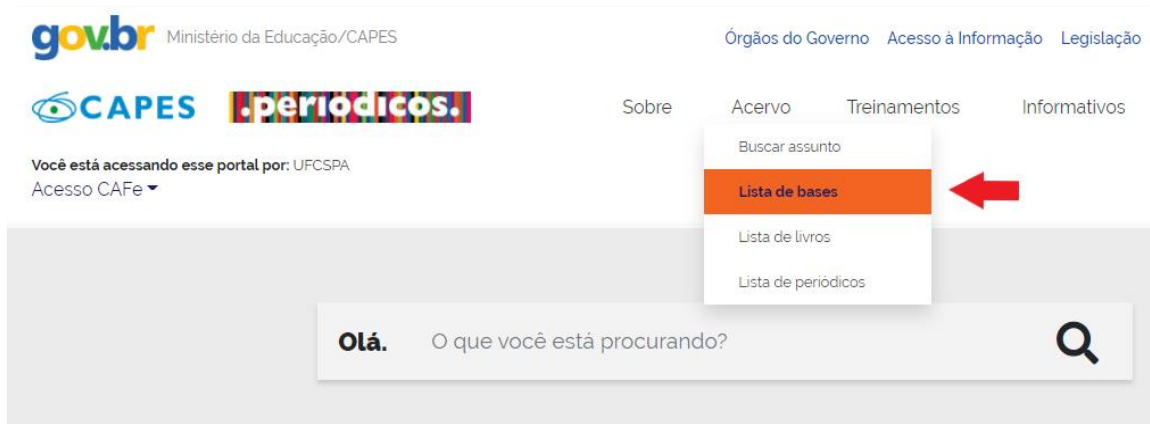 gov.br Ministério da Educação/CAPES Órgãos do Governo Acesso à Informação Legislação
CAPES .periódicos. Sobre Acervo Treinamentos Informativos
Buscar assunto
Você está acessando esse portal por: UFCSPA
Acesso CAFe
Lista de bases
Lista de livros
Lista de periódicos
Olá. O que você está procurando?